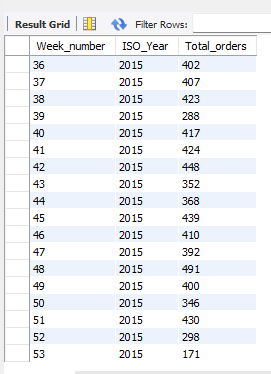 Result Grid Filter Rows:
Week_number ISO_Year Total_orders
36 2015 402
37 2015 407
38 2015 423
39 2015 288
40 2015 417
41 2015 424
42 2015 448
43 2015 352
44 2015 368
45 2015 439
46 2015 410
47 2015 392
48 2015 491
49 2015 400
50 2015 346
51 2015 430
52 2015 298
53 2015 171